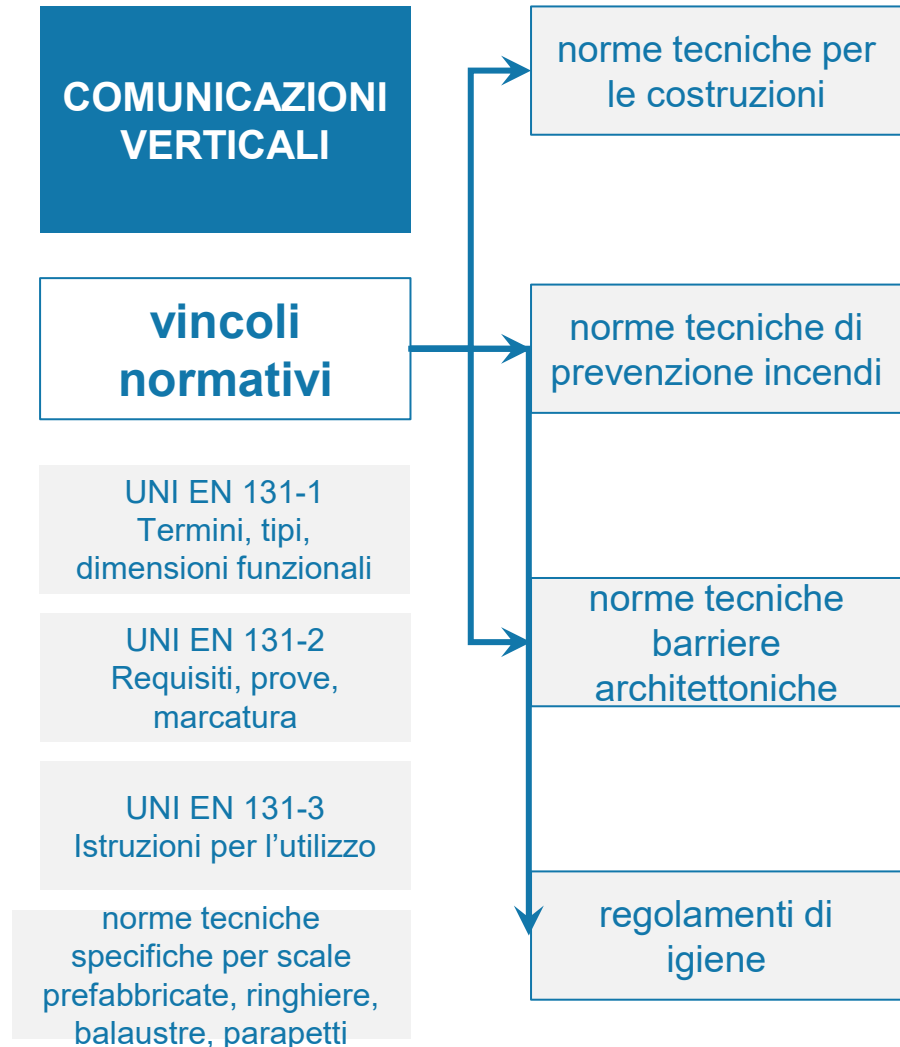 COMUNICAZIONI
VERTICALI
vincoli
normativi
UNI EN 131-1
Termini, tipi,
dimensioni funzionali
UNI EN 131-2
Requisiti, prove,
marcatura
UNI EN 131-3
Istruzioni per l’utilizzo
norme tecniche
specifiche per scale
prefabbricate, ringhiere,
balaustre, parapetti
norme tecniche per
le costruzioni
norme tecniche di
prevenzione incendi
norme tecniche
barriere
architettoniche
regolamenti di
igiene